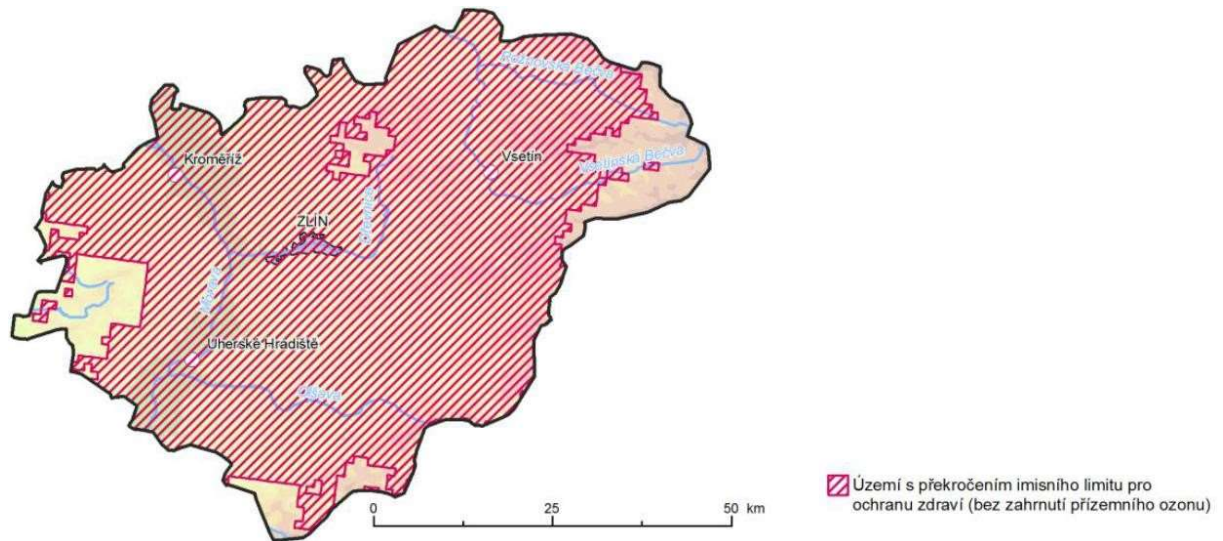 Rožnovská Bečva
Kroměříž
Vsetín
Vsetínská Bečva
Dřevnice
ZLÍN
Morava
Uherské Hradiště
Olšava
0 25 50 km
Území s překročením imisního limitu pro
ochranu zdraví (bez zahrnutí přízemního ozonu)